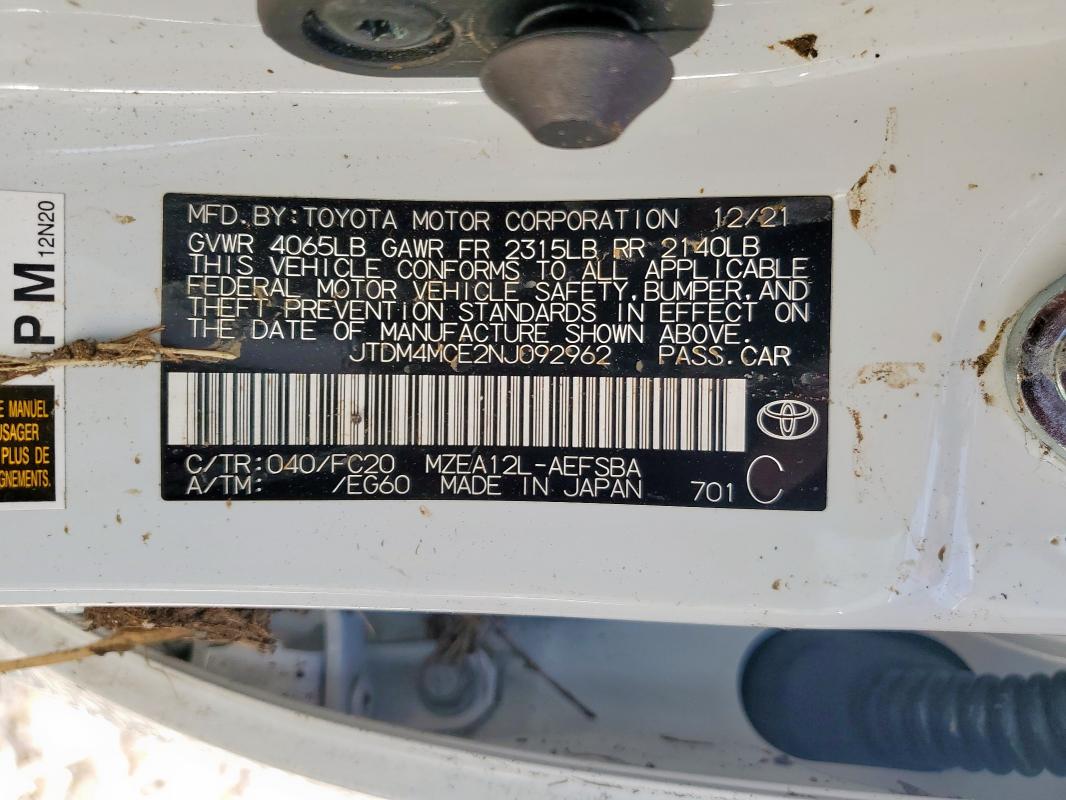 MFD. BY: TOYOTA MOTOR CORPORATION 12/21
GVWR 4065LB GAWR FR 2315LB RR 2140LB
THIS VEHICLE CONFORMS TO ALL APPLICABLE
FEDERAL MOTOR VEHICLE SAFETY, BUMPER, AND
THEFT PREVENTION STANDARDS IN EFFECT ON
THE DATE OF MANUFACTURE SHOWN ABOVE.
JTDM4MCE2NJ092962 PASS. CAR
C/TR: 040/FC20 MZEA12L-AEFSBA
A/TM: /EG60 MADE IN JAPAN 701 C
PM 12N20
E MANUEL
USAGER
PLUS DE
GNEMENTS.